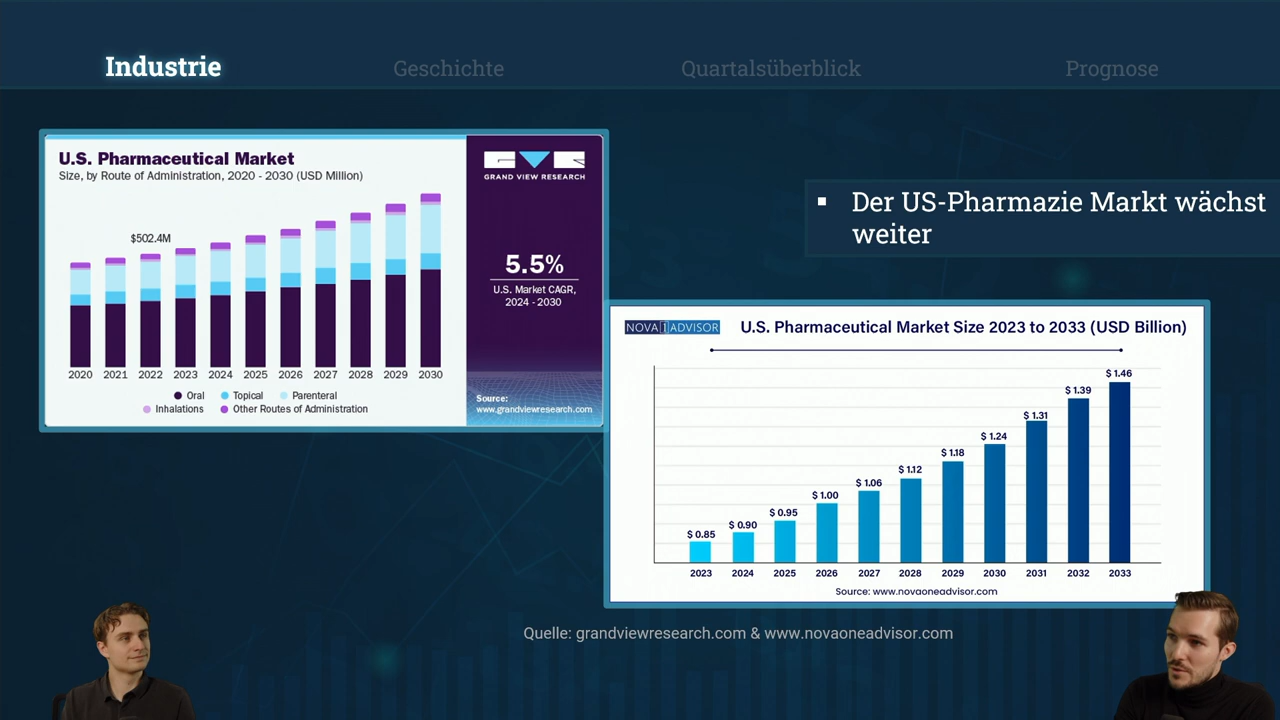 Industrie
Geschichte
Quartalsüberblick
Prognose
U.S. Pharmaceutical Market
Size, by Route of Administration, 2020 - 2030 (USD Million)
$502.4M
2020 2021 2022 2023 2024 2025 2026 2027 2028 2029 2030
Oral Topical Parenteral
Inhalations Other Routes of Administration
GRAND VIEW RESEARCH
5.5%
U.S. Market CAGR,
2024 - 2030
Source:
www.grandviewresearch.com
▪ Der US-Pharmazie Markt wächst
weiter
NOVA 1 ADVISOR
U.S. Pharmaceutical Market Size 2023 to 2033 (USD Billion)
$ 0.85 $ 0.90 $ 0.95 $ 1.00 $ 1.06 $ 1.12 $ 1.18 $ 1.24 $ 1.31 $ 1.39 $ 1.46
2023 2024 2025 2026 2027 2028 2029 2030 2031 2032 2033
Source: www.novaoneadvisor.com
Quelle: grandviewresearch.com & www.novaoneadvisor.com